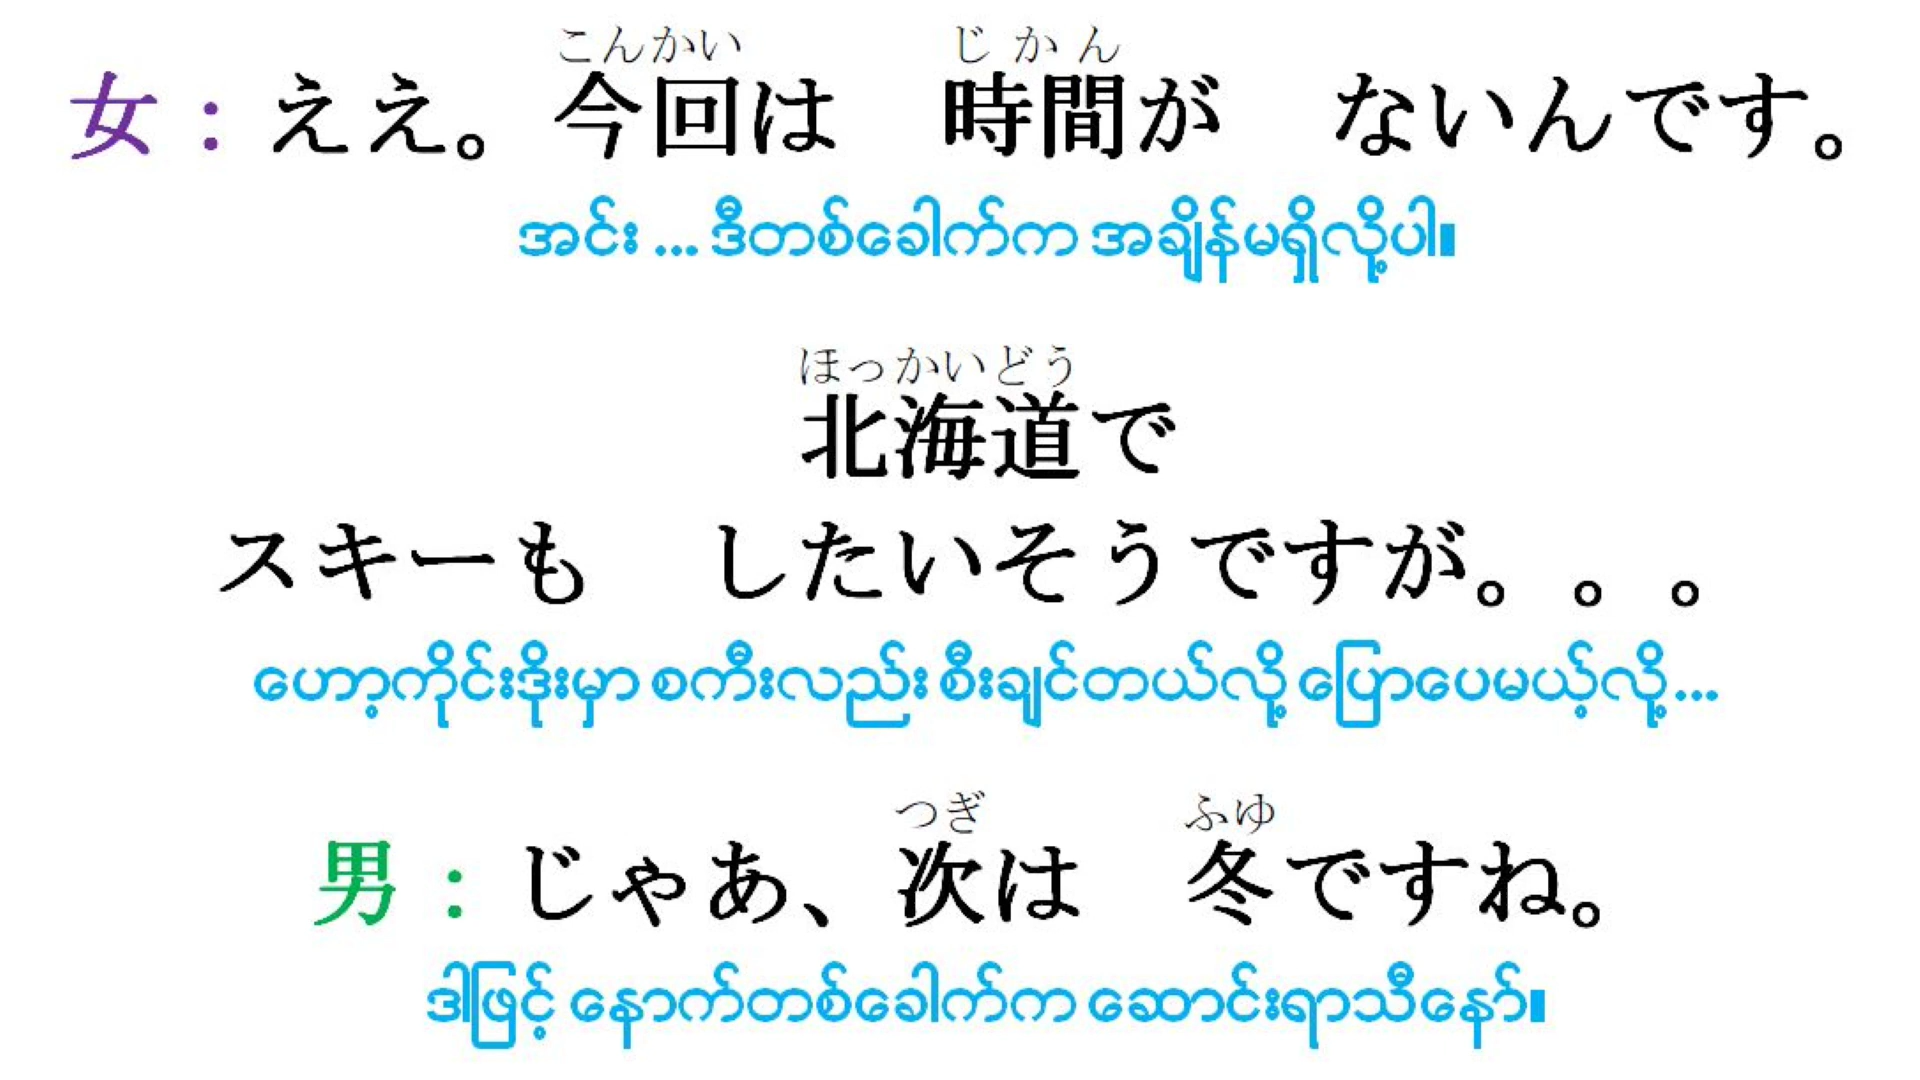 こんかい じかん
女：ええ。今回は　時間が　ないんです。
အင်း ... ဒီတစ်ခေါက်က အချိန်မရှိလို့ပါ။
ほっかいどう
北海道で
スキーも　したいそうですが。。。
ဟော့ကိုင်းဒိုးမှာ စကီးလည်း စီးချင်တယ်လို့ ပြောပေမယ့်လို့...
つぎ ふゆ
男：じゃあ、次は　冬ですね。
ဒါဖြင့် နောက်တစ်ခေါက်က ဆောင်းရာသီနော်။